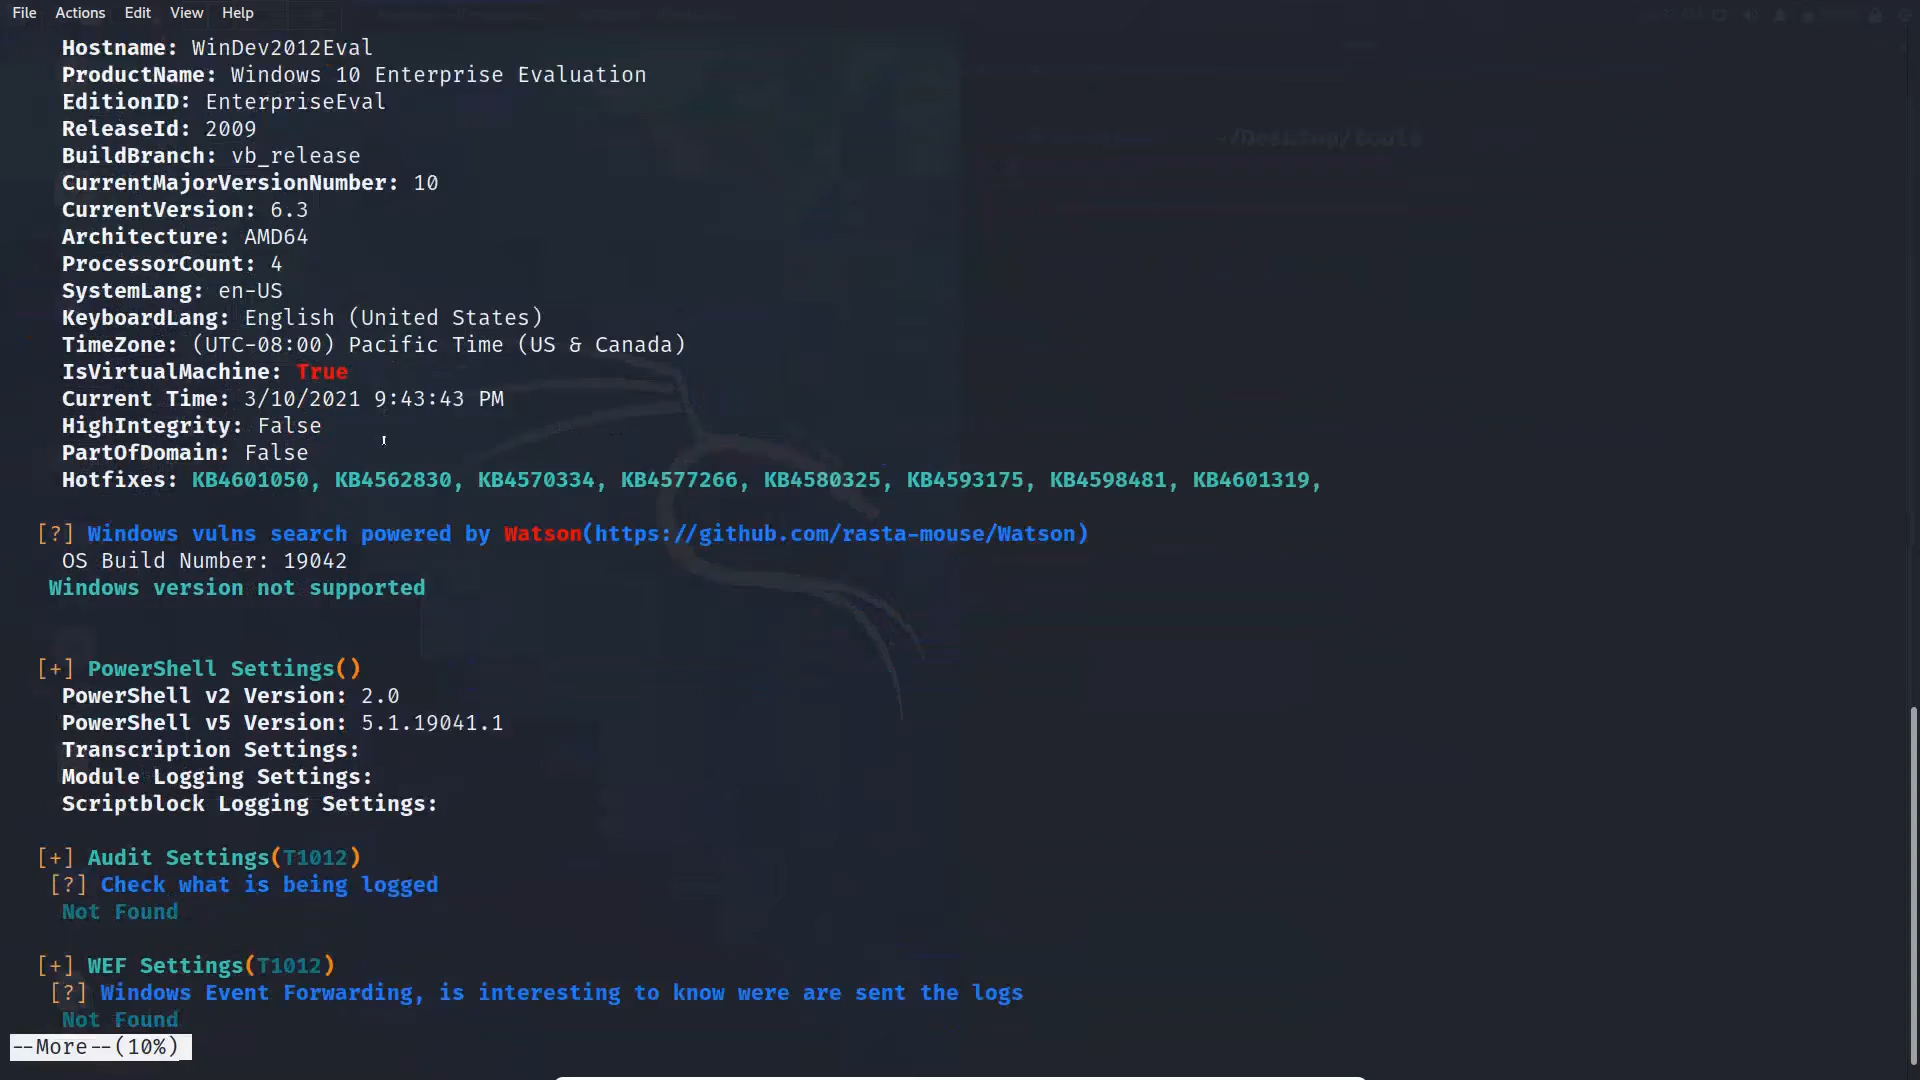 File Actions Edit View Help
Hostname: WinDev2012Eval
ProductName: Windows 10 Enterprise Evaluation
EditionID: EnterpriseEval
ReleaseId: 2009
~/Desktop/tools
BuildBranch: vb_release
CurrentMajorVersionNumber: 10
CurrentVersion: 6.3
Architecture: AMD64
ProcessorCount: 4
SystemLang: en-US
KeyboardLang: English (United States)
TimeZone: (UTC-08:00) Pacific Time (US & Canada)
IsVirtualMachine: True
Current Time: 3/10/2021 9:43:43 PM
HighIntegrity: False
PartOfDomain: False
Hotfixes: KB4601050, KB4562830, KB4570334, KB4577266, KB4580325, KB4593175, KB4598481, KB4601319,
[?] Windows vulns search powered by Watson(https://github.com/rasta-mouse/Watson)
OS Build Number: 19042
Windows version not supported
[+] PowerShell Settings()
PowerShell v2 Version: 2.0
PowerShell v5 Version: 5.1.19041.1
Transcription Settings:
Module Logging Settings:
Scriptblock Logging Settings:
[+] Audit Settings(T1012)
[?] Check what is being logged
Not Found
[+] WEF Settings(T1012)
[?] Windows Event Forwarding, is interesting to know were are sent the logs
Not Found
--More--(10%)